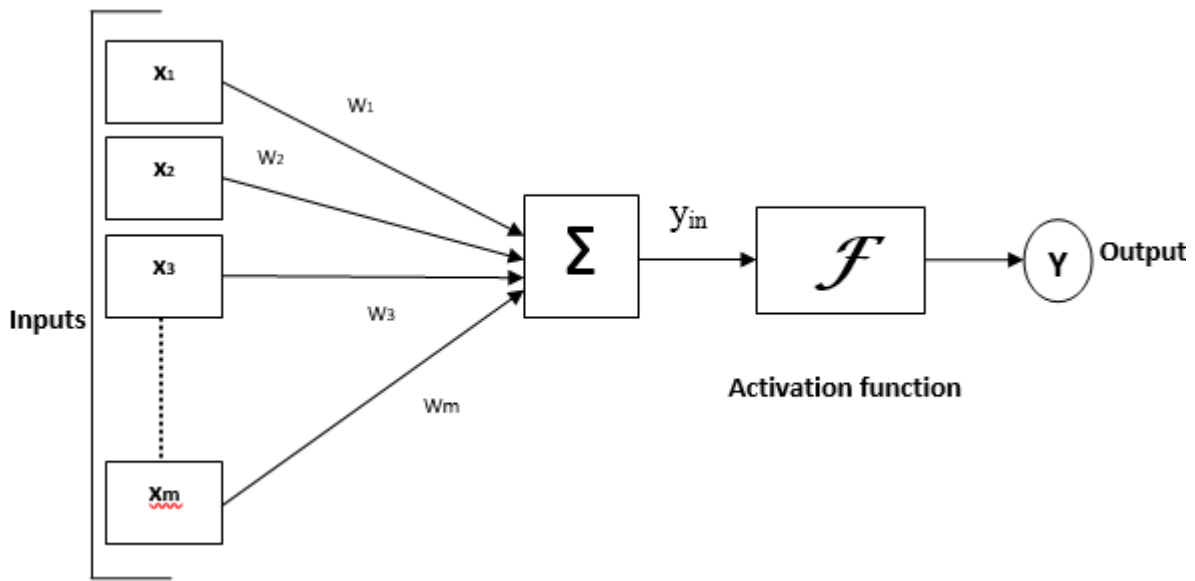 x₁
W₁
x₂
W₂
Σ
yᵢₙ
ℱ
Y
Output
x₃
Inputs
W₃
Activation function
Wm
xm